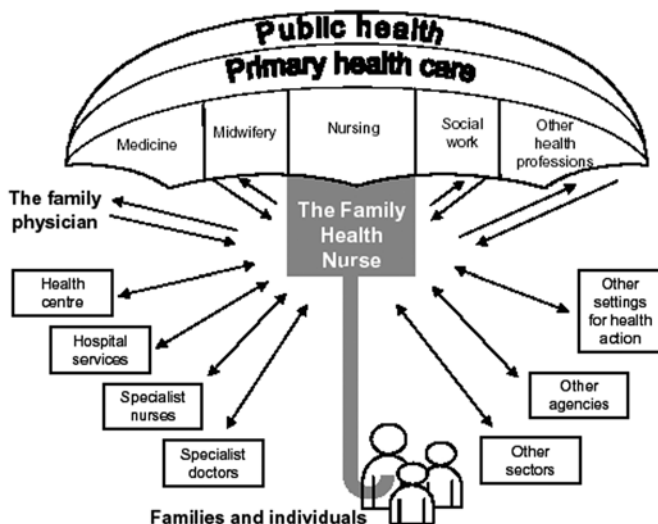 Public health
Primary health care
Medicine
Midwifery
Nursing
Social
work
Other
health
professions
The family
physician
The Family
Health
Nurse
Health
centre
Hospital
services
Specialist
nurses
Specialist
doctors
Other
settings
for health
action
Other
agencies
Other
sectors
Families and individuals